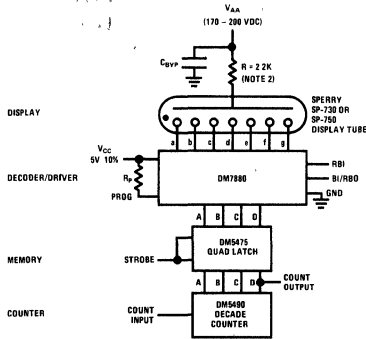 VAA
(170 – 200 VDC)
CBYP
R = 2 2K
(NOTE 2)
SPERRY
SP-730 OR
SP-750
DISPLAY TUBE
DISPLAY
a b c d e f g
VCC
5V 10%
RP
PROG
DECODER/DRIVER
DM7880
RBI
BI/RBO
GND
A B C D
DM5475
QUAD LATCH
MEMORY
STROBE
A B C D
COUNT
OUTPUT
DM5490
DECADE
COUNTER
COUNTER
COUNT
INPUT